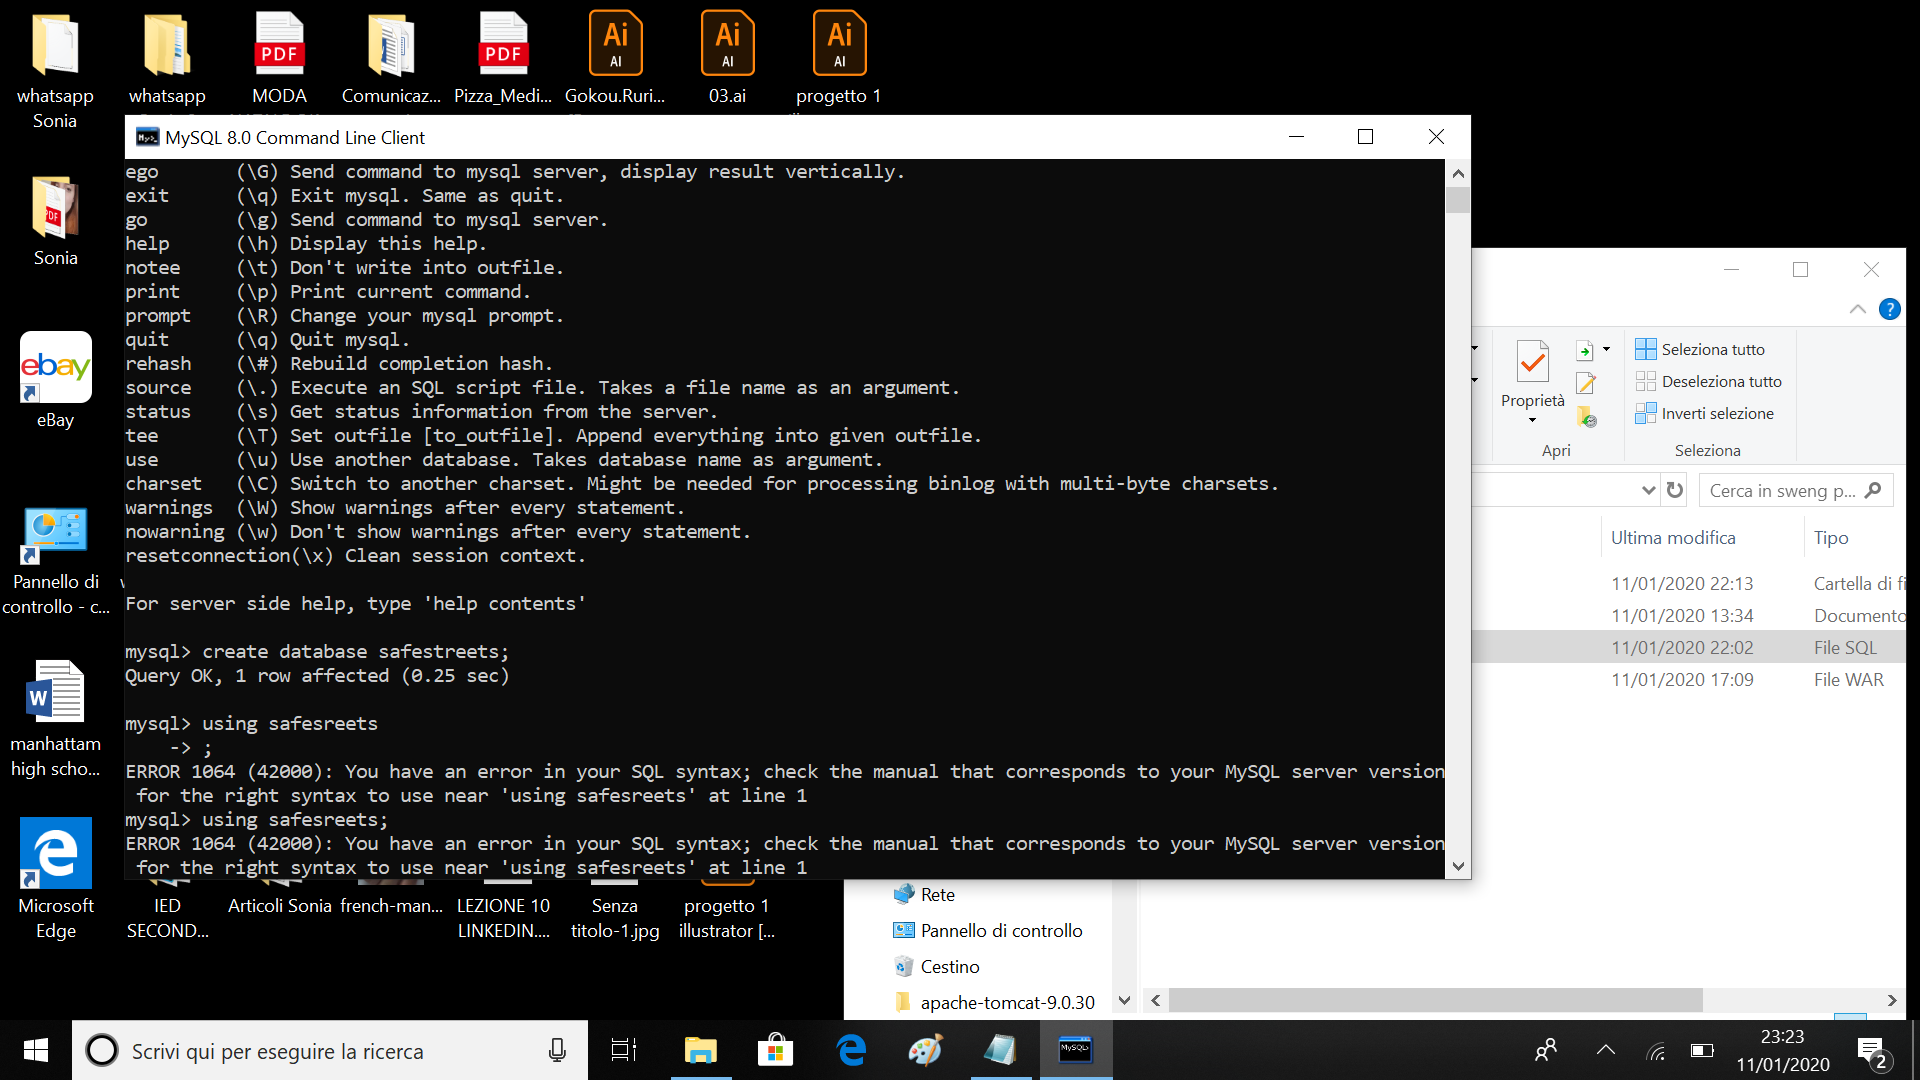 whatsapp
Sonia
whatsapp
MODA
Comunicaz...
Pizza_Medi...
Gokou.Ruri...
03.ai
progetto 1
PDF
PDF
Ai
AI
Ai
AI
Ai
AI
Sonia
PDF
ebay
eBay
Pannello di
controllo - c...
W
manhattam
high scho...
Microsoft
Edge
MySQL 8.0 Command Line Client
ego (\G) Send command to mysql server, display result vertically.
exit (\q) Exit mysql. Same as quit.
go (\g) Send command to mysql server.
help (\h) Display this help.
notee (\t) Don't write into outfile.
print (\p) Print current command.
prompt (\R) Change your mysql prompt.
quit (\q) Quit mysql.
rehash (\#) Rebuild completion hash.
source (\.) Execute an SQL script file. Takes a file name as an argument.
status (\s) Get status information from the server.
tee (\T) Set outfile [to_outfile]. Append everything into given outfile.
use (\u) Use another database. Takes database name as argument.
charset (\C) Switch to another charset. Might be needed for processing binlog with multi-byte charsets.
warnings (\W) Show warnings after every statement.
nowarning (\w) Don't show warnings after every statement.
resetconnection(\x) Clean session context.
For server side help, type 'help contents'
mysql> create database safestreets;
Query OK, 1 row affected (0.25 sec)
mysql> using safesreets
-> ;
ERROR 1064 (42000): You have an error in your SQL syntax; check the manual that corresponds to your MySQL server version
for the right syntax to use near 'using safesreets' at line 1
mysql> using safesreets;
ERROR 1064 (42000): You have an error in your SQL syntax; check the manual that corresponds to your MySQL server version
for the right syntax to use near 'using safesreets' at line 1
Proprietà
Apri
Seleziona tutto
Deseleziona tutto
Inverti selezione
Seleziona
Cerca in sweng p...
Ultima modifica Tipo
11/01/2020 22:13 Cartella di fi
11/01/2020 13:34 Documento
11/01/2020 22:02 File SQL
11/01/2020 17:09 File WAR
Rete
Pannello di controllo
Cestino
apache-tomcat-9.0.30
IED
SECOND...
Articoli Sonia
french-man...
LEZIONE 10
LINKEDIN....
Senza
titolo-1.jpg
progetto 1
illustrator [...
Scrivi qui per eseguire la ricerca
MySQL>
23:23
11/01/2020
2